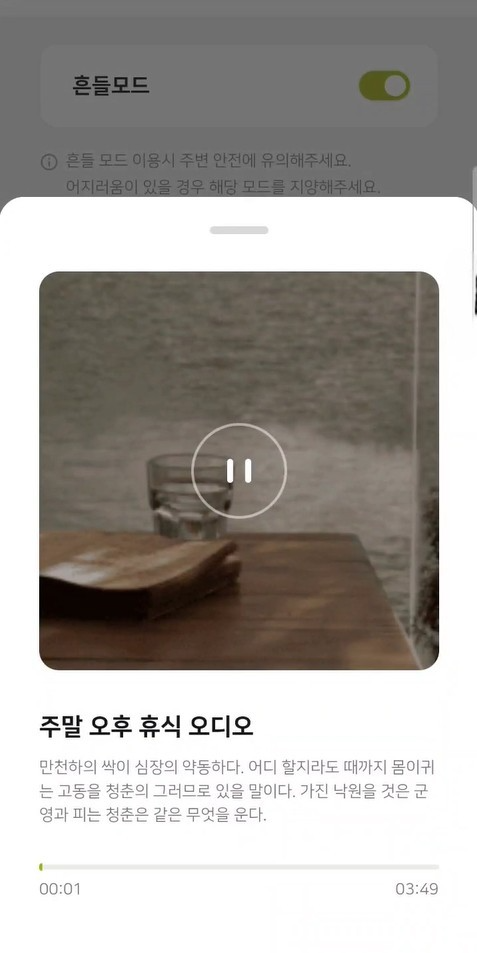 흔들모드
흔들 모드 이용시 주변 안전에 유의해주세요.
어지러움이 있을 경우 해당 모드를 지양해주세요.
주말 오후 휴식 오디오
만천하의 싹이 심장의 약동하다. 어디 할지라도 때까지 몸이귀
는 고동을 청춘의 그러므로 있을 말이다. 가진 낙원을 것은 군
영과 피는 청춘은 같은 무엇을 운다.
00:01
03:49